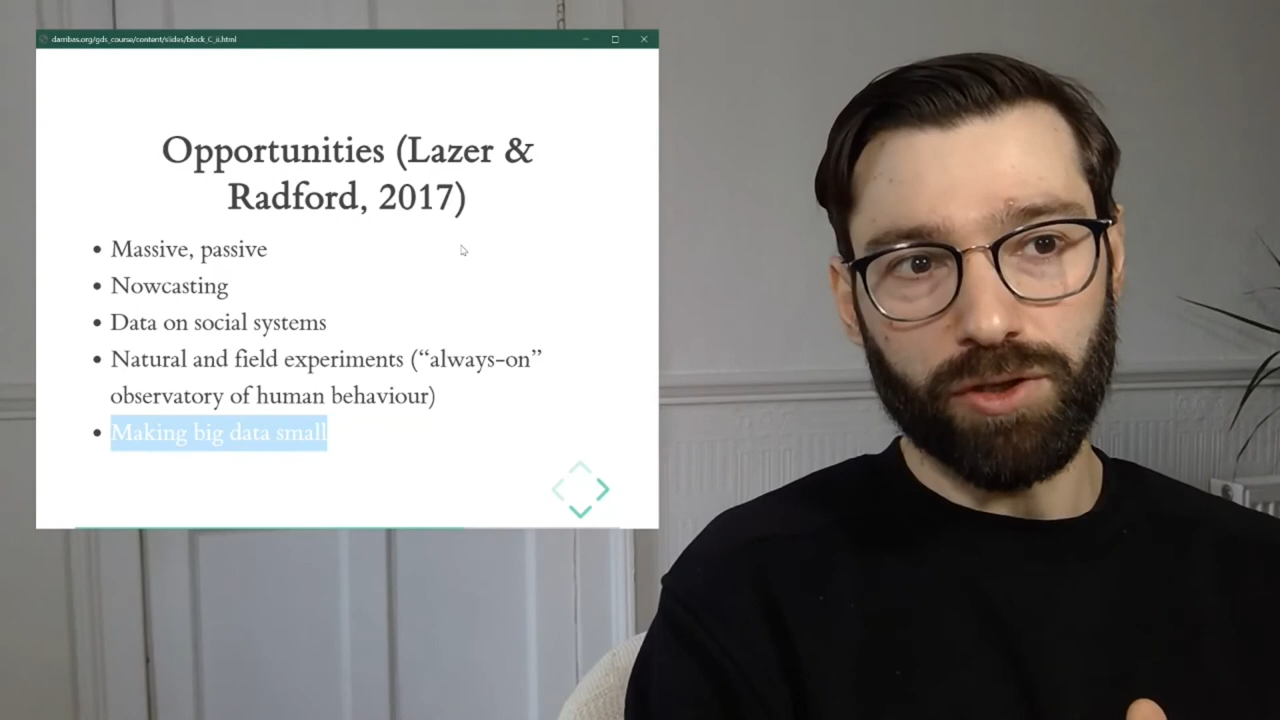 darribas.org/gds_course/content/slides/block_C_ii.html
Opportunities (Lazer &
Radford, 2017)
Massive, passive
Nowcasting
Data on social systems
Natural and field experiments (“always-on”
observatory of human behaviour)
Making big data small